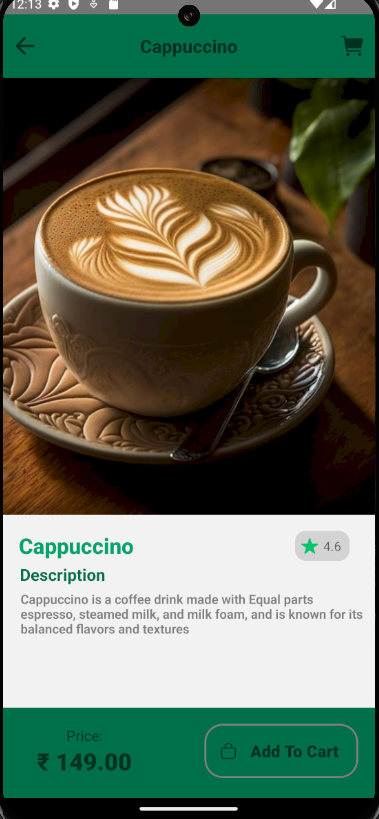 12:13
Cappuccino
Cappuccino
4.6
Description
Cappuccino is a coffee drink made with Equal parts
espresso, steamed milk, and milk foam, and is known for its
balanced flavors and textures
Price:
₹ 149.00
Add To Cart